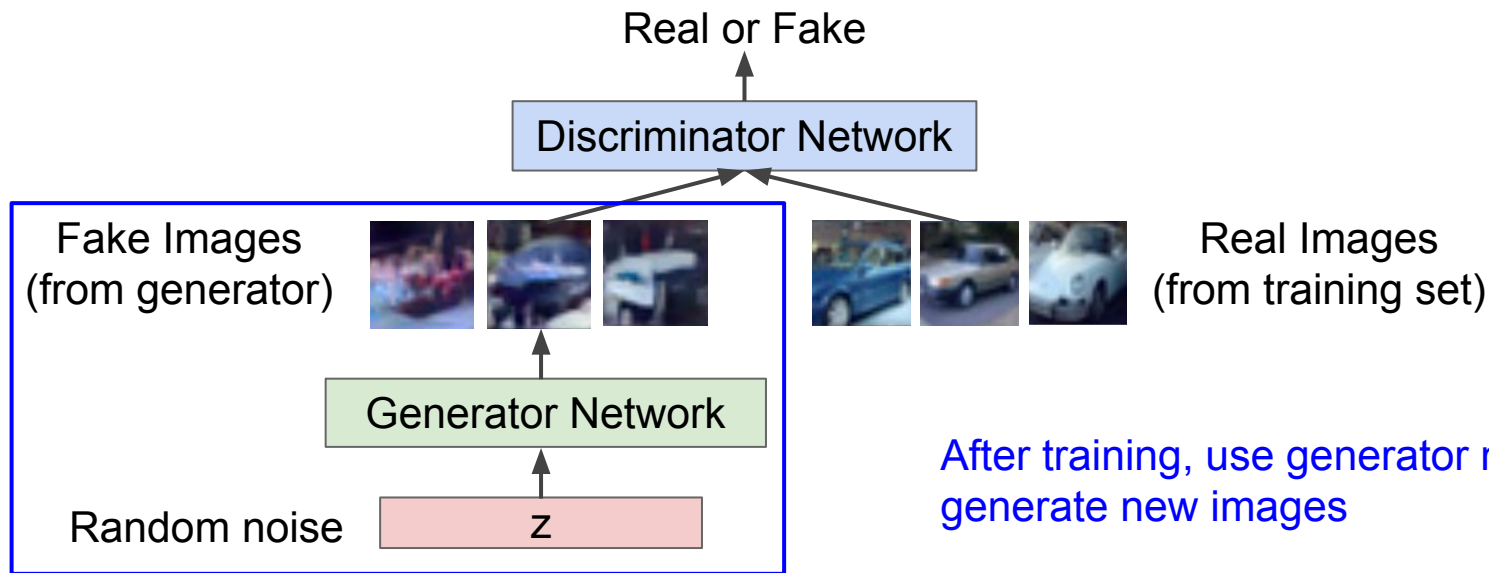 Real or Fake
Discriminator Network
Fake Images
(from generator)
Real Images
(from training set)
Generator Network
After training, use generator
generate new images
Random noise
z